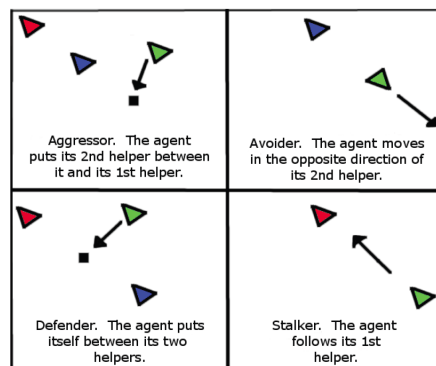 Aggressor. The agent
puts its 2nd helper between
it and its 1st helper.
Avoider. The agent moves
in the opposite direction of
its 2nd helper.
Defender. The agent puts
itself between its two
helpers.
Stalker. The agent
follows its 1st
helper.